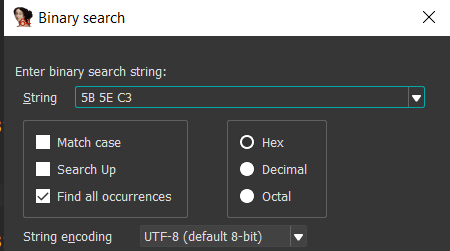 Binary search
Enter binary search string:
String 5B 5E C3
Match case
Search Up
Find all occurrences
Hex
Decimal
Octal
String encoding UTF-8 (default 8-bit)